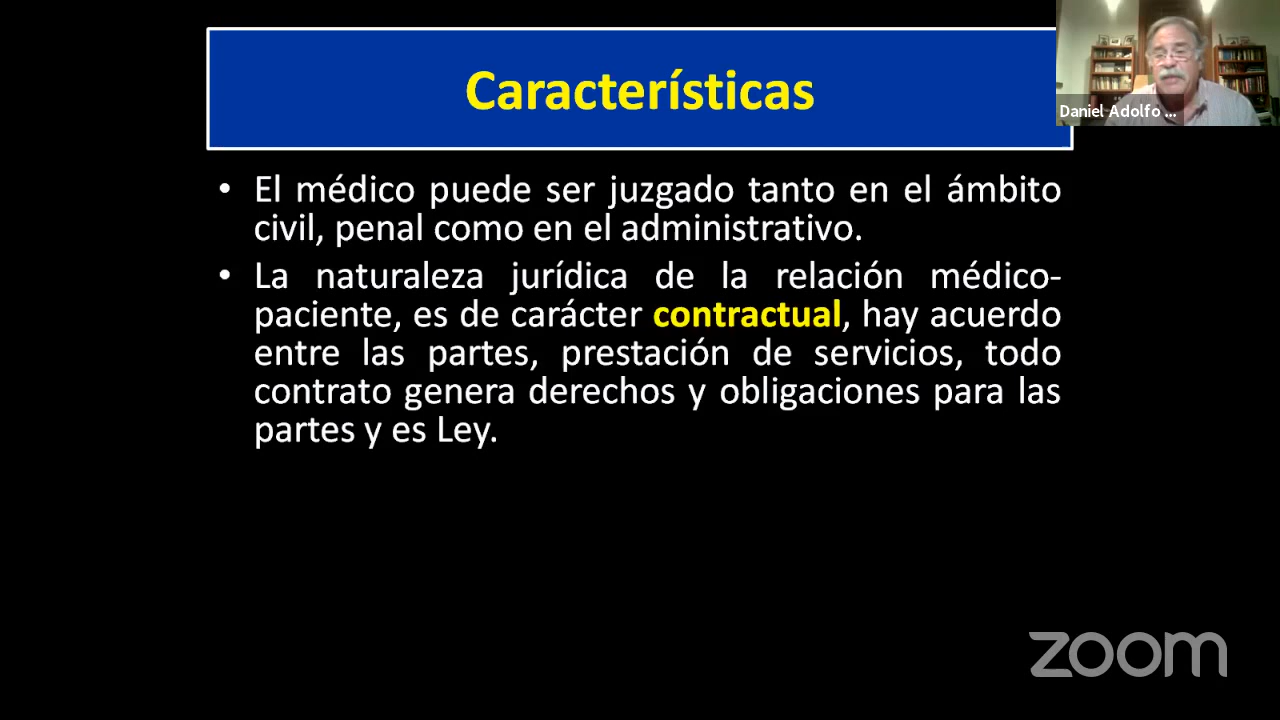 Características
Daniel Adolfo ...
• El médico puede ser juzgado tanto en el ámbito
civil, penal como en el administrativo.
• La naturaleza jurídica de la relación médico-
paciente, es de carácter contractual, hay acuerdo
entre las partes, prestación de servicios, todo
contrato genera derechos y obligaciones para las
partes y es Ley.
zoom